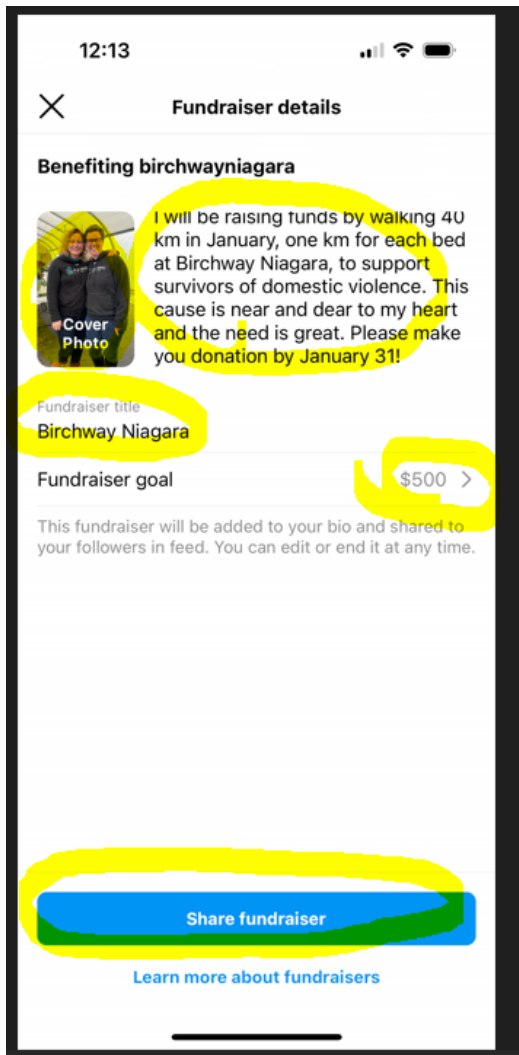 12:13
Fundraiser details
Benefiting birchwayniagara
I will be raising funds by walking 40
km in January, one km for each bed
at Birchway Niagara, to support
survivors of domestic violence. This
cause is near and dear to my heart
and the need is great. Please make
you donation by January 31!
Cover
Photo
Fundraiser title
Birchway Niagara
Fundraiser goal
$500
This fundraiser will be added to your bio and shared to
your followers in feed. You can edit or end it at any time.
Share fundraiser
Learn more about fundraisers